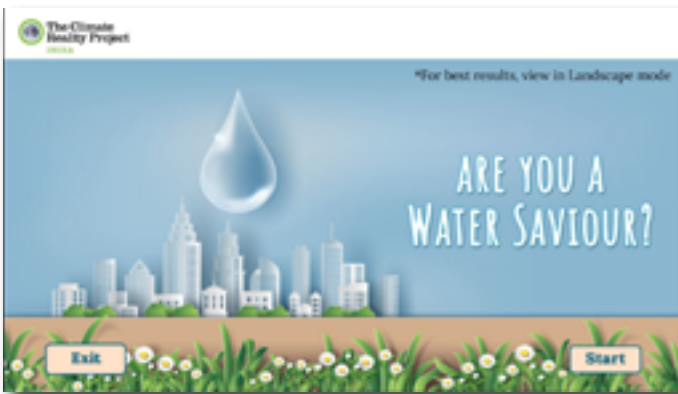 The Climate
Reality Project
INDIA
*For best results, view in Landscape mode
ARE YOU A
WATER SAVIOUR?
Exit
Start